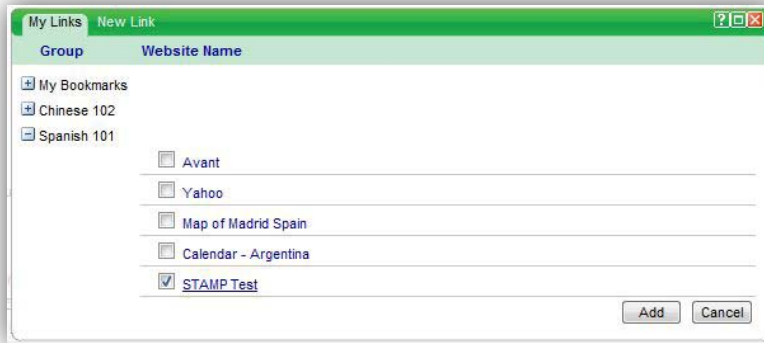 My Links New Link
Group Website Name
My Bookmarks
Chinese 102
Spanish 101
Avant
Yahoo
Map of Madrid Spain
Calendar - Argentina
STAMP Test
Add Cancel